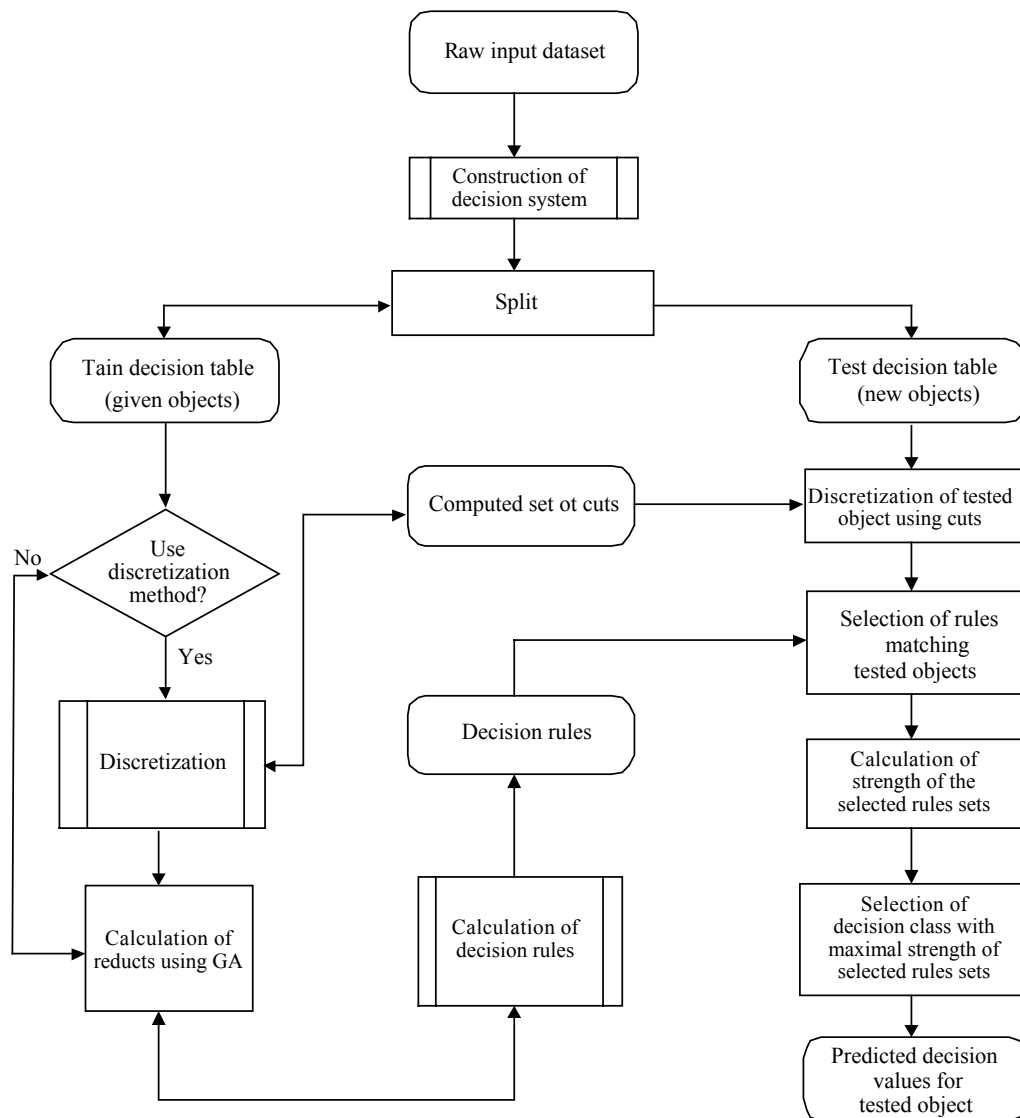 Raw input dataset
Construction of
decision system
Split
Tain decision table
(given objects)
Test decision table
(new objects)
Computed set ot cuts
Discretization of tested
object using cuts
No
Use
discretization
method?
Yes
Selection of rules
matching
tested objects
Discretization
Decision rules
Calculation of
strength of the
selected rules sets
Calculation of
reducts using GA
Calculation of
decision rules
Selection of
decision class with
maximal strength of
selected rules sets
Predicted decision
values for
tested object